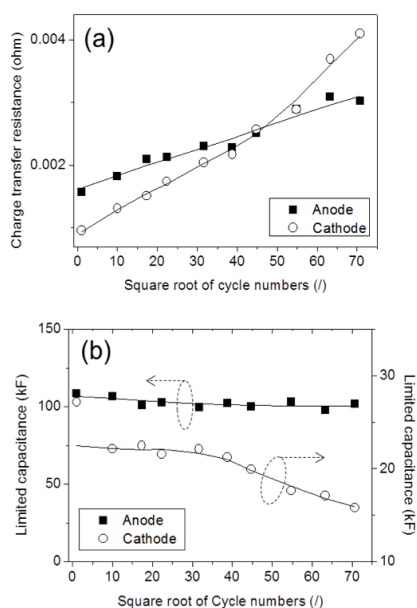 (a)
Charge transfer resistance (ohm)
0.004
0.002
Anode
Cathode
0 10 20 30 40 50 60 70
Square root of cycle numbers (/)
(b)
Limited capacitance (kF)
150
100
50
0
Limited capacitance (kF)
35
30
20
10
Anode
Cathode
0 10 20 30 40 50 60 70
Square Root of Cycle numbers (/)